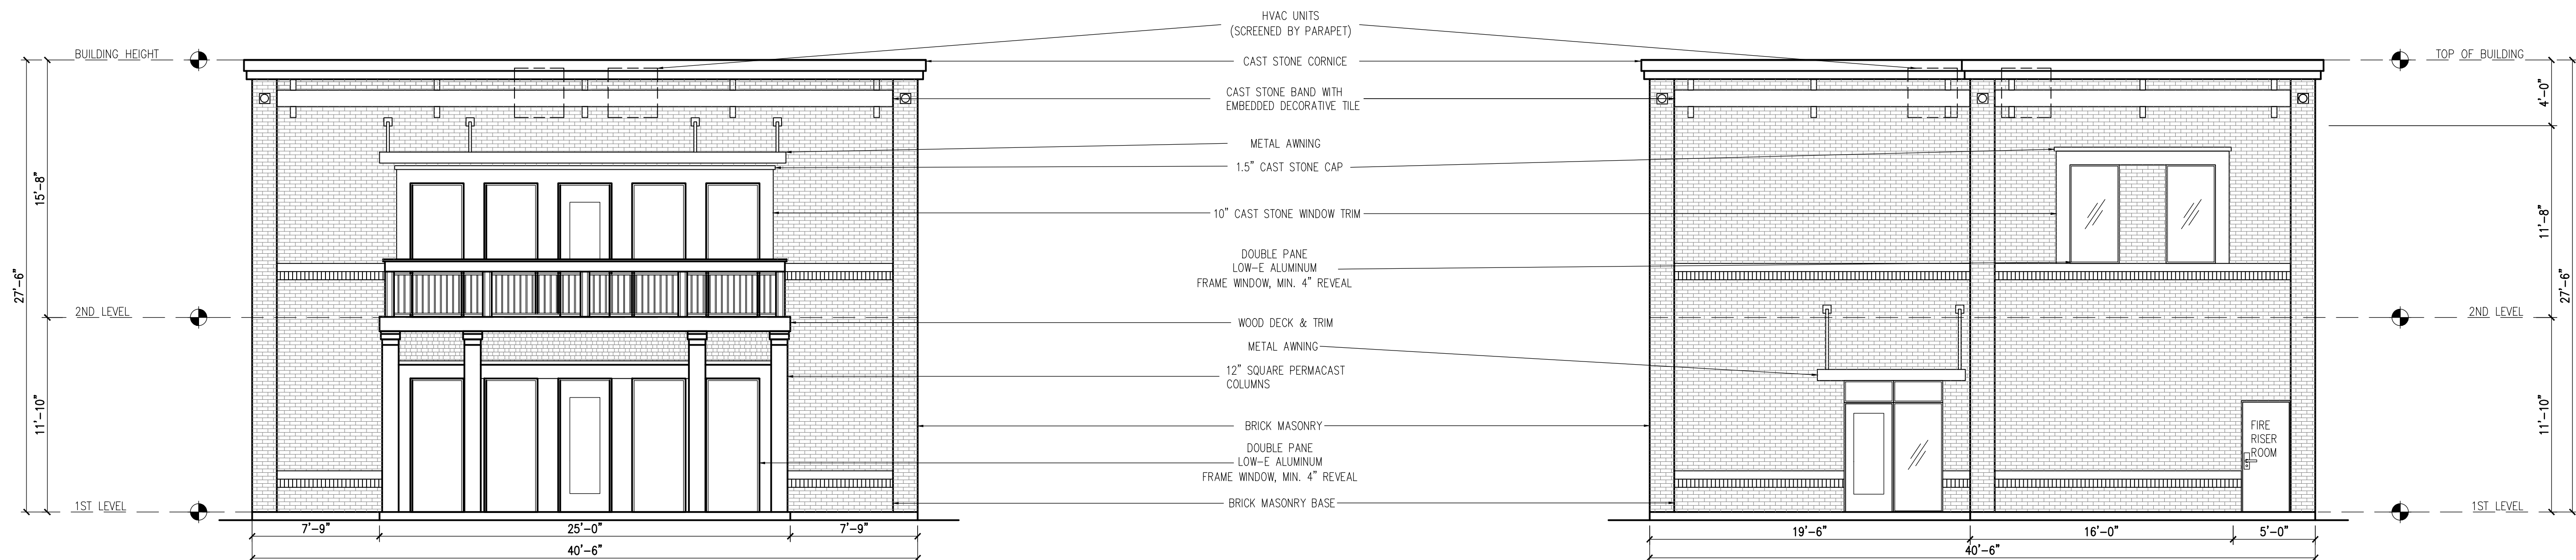 BUILDING HEIGHT
2ND LEVEL
1ST LEVEL
27'-6"
15'-8"
11'-10"
7'-9"
25'-0"
7'-9"
40'-6"
HVAC UNITS
(SCREENED BY PARAPET)
CAST STONE CORNICE
CAST STONE BAND WITH
EMBEDDED DECORATIVE TILE
METAL AWNING
1.5" CAST STONE CAP
10" CAST STONE WINDOW TRIM
DOUBLE PANE
LOW-E ALUMINUM
FRAME WINDOW, MIN. 4" REVEAL
WOOD DECK & TRIM
METAL AWNING
12" SQUARE PERMACAST
COLUMNS
BRICK MASONRY
DOUBLE PANE
LOW-E ALUMINUM
FRAME WINDOW, MIN. 4" REVEAL
BRICK MASONRY BASE
FIRE
RISER
ROOM
19'-6"
16'-0"
5'-0"
40'-6"
TOP OF BUILDING
2ND LEVEL
1ST LEVEL
4'-0"
11'-8"
11'-10"
27'-6"